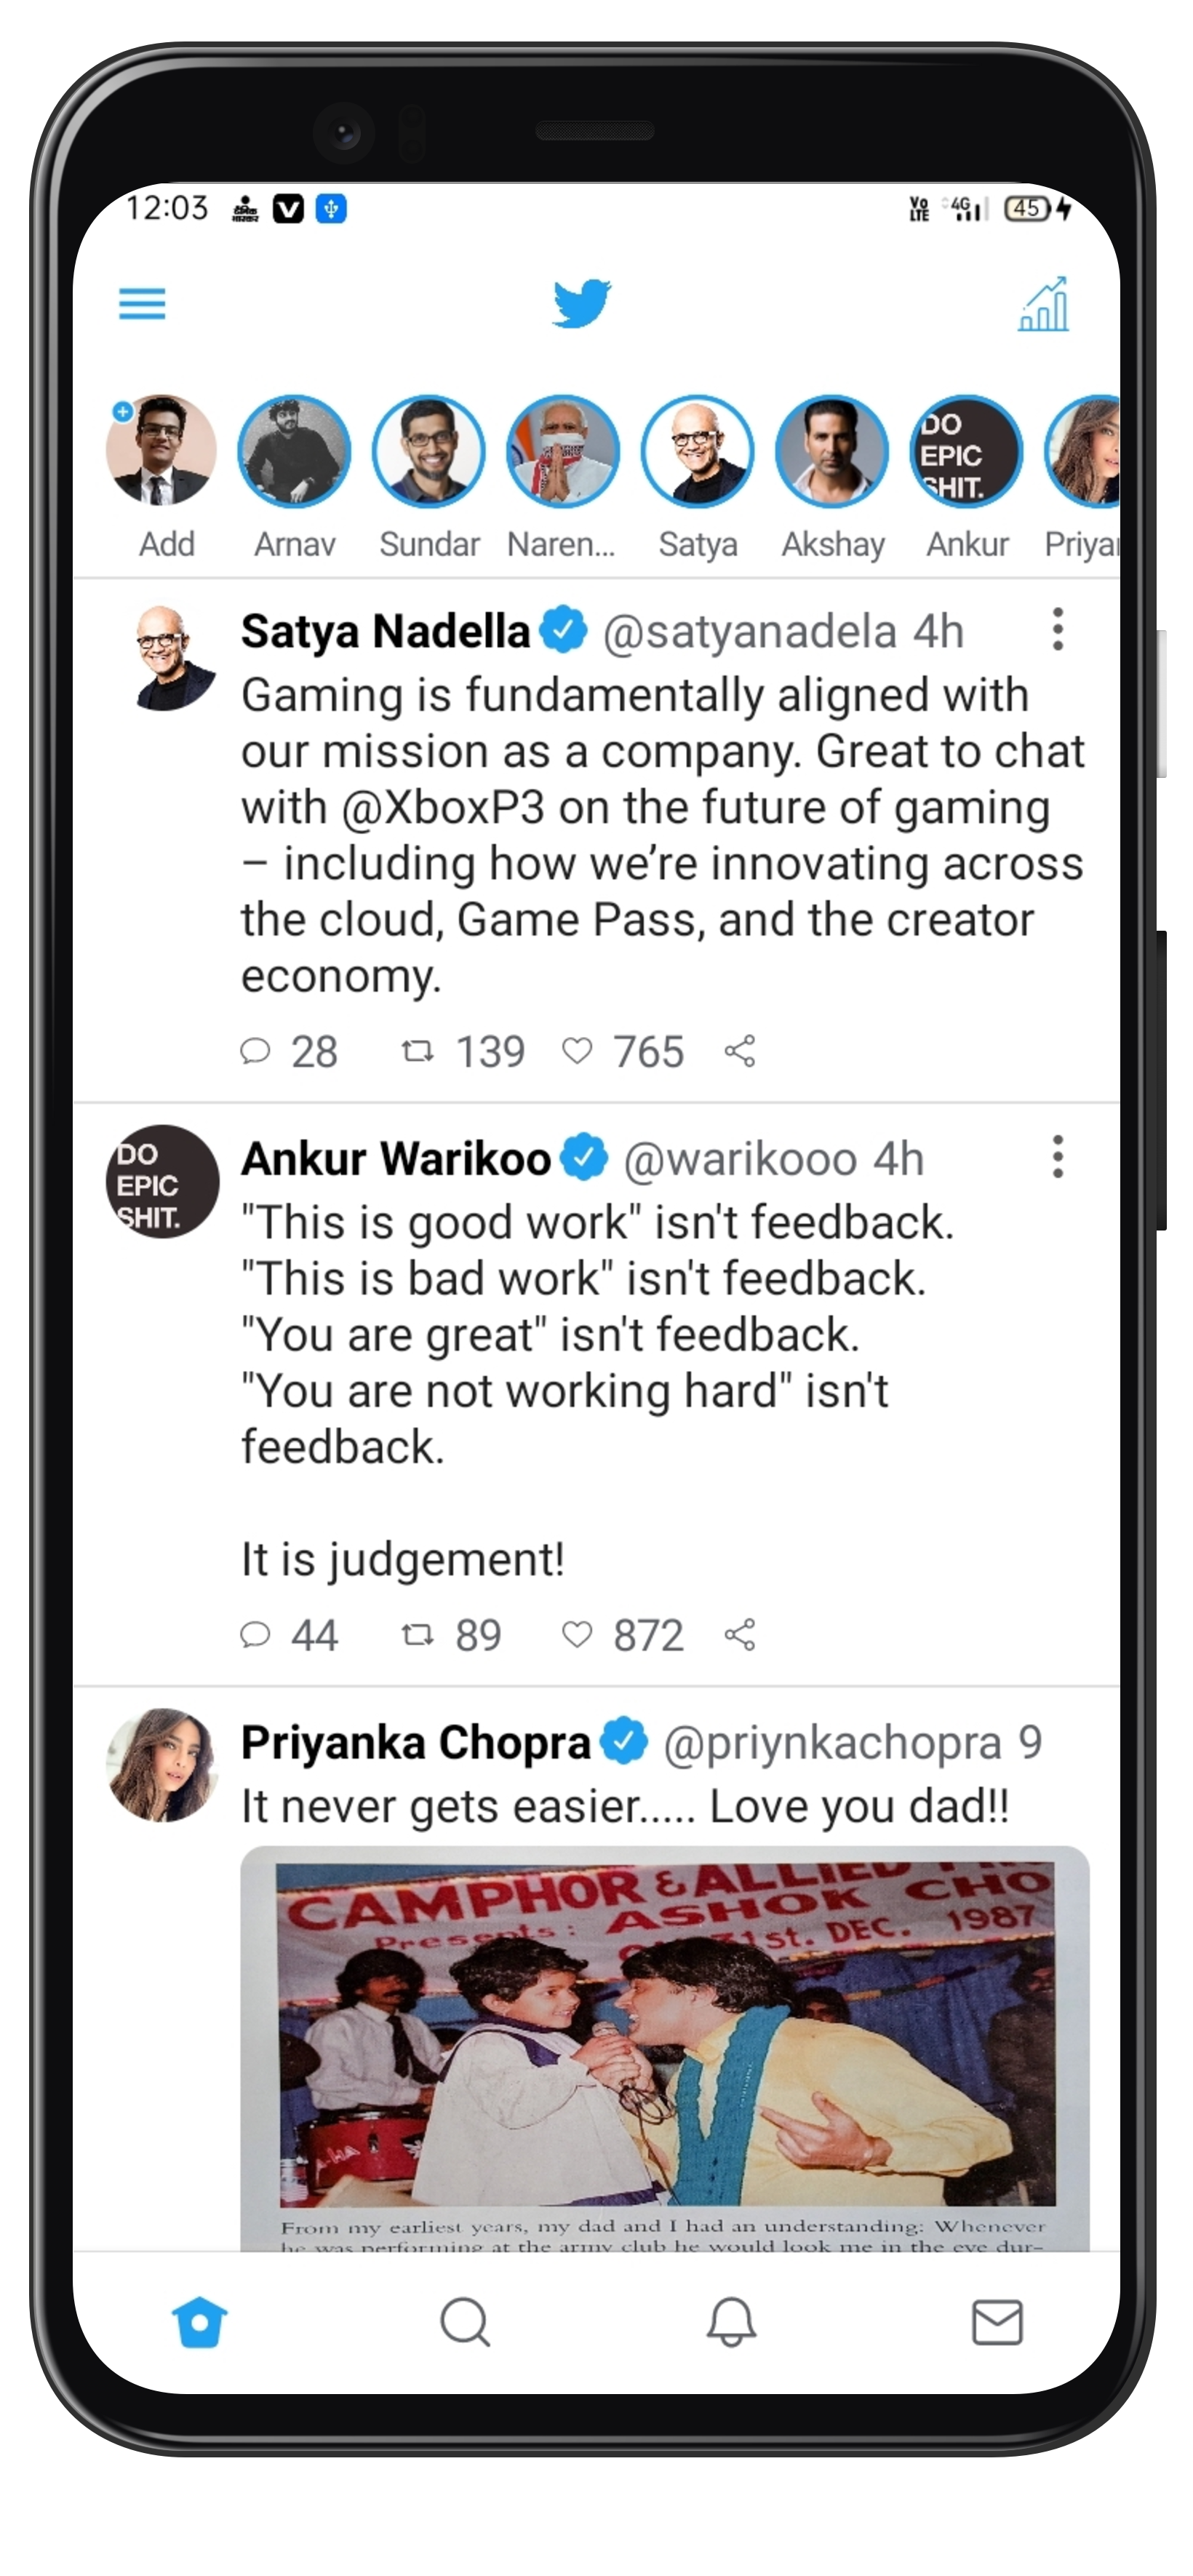 12:03 दैनिक भास्कर V Vo LTE 4G 45
DO
EPIC
SHIT.
Add Arnav Sundar Naren... Satya Akshay Ankur Priya
Satya Nadella @satyanadela 4h
Gaming is fundamentally aligned with
our mission as a company. Great to chat
with @XboxP3 on the future of gaming
– including how we’re innovating across
the cloud, Game Pass, and the creator
economy.
28 139 765
DO
EPIC
SHIT.
Ankur Warikoo @warikooo 4h
"This is good work" isn't feedback.
"This is bad work" isn't feedback.
"You are great" isn't feedback.
"You are not working hard" isn't
feedback.
It is judgement!
44 89 872
Priyanka Chopra @priynkachopra 9
It never gets easier..... Love you dad!!
CAMPHOR & ALLIED
Presents: ASHOK CHO
31st. DEC. 1987
From my earliest years, my dad and I had an understanding: Whenever
he was performing at the army club he would look me in the eye dur-